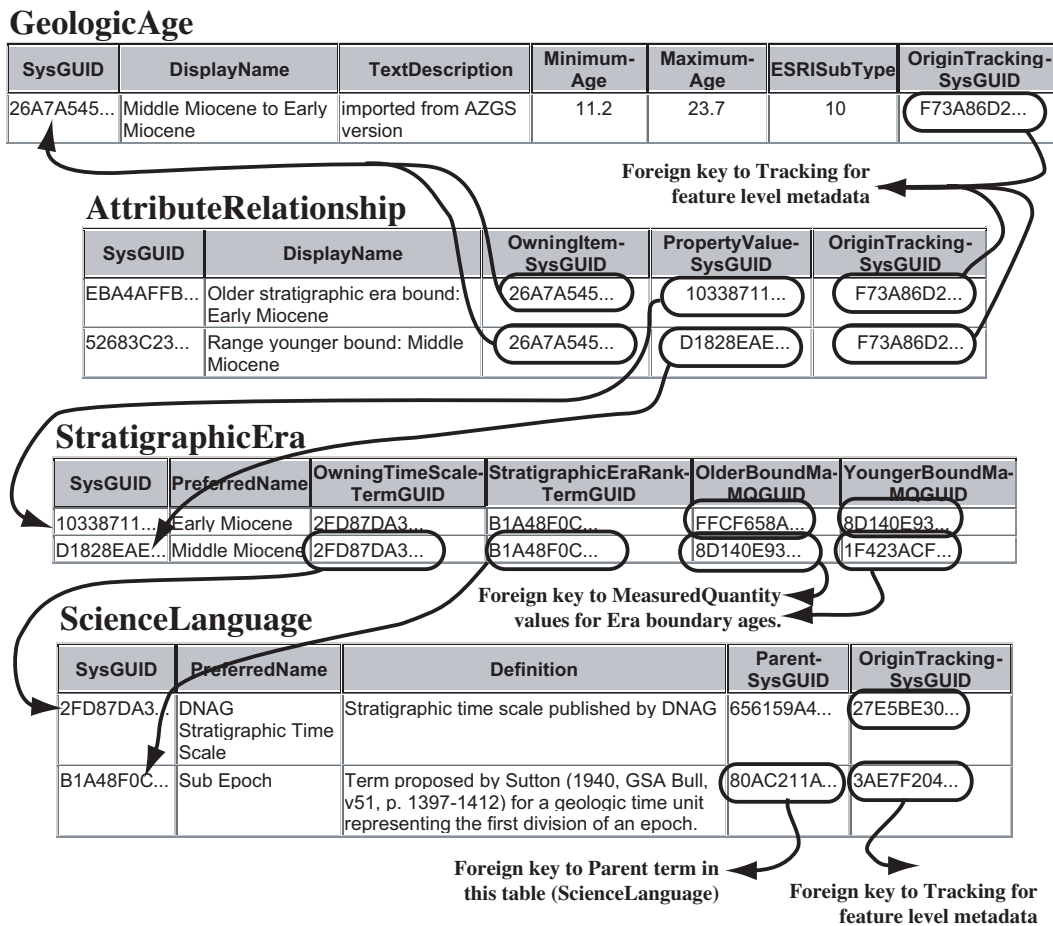 GeologicAge
SysGUID DisplayName TextDescription Minimum-Age Maximum-Age ESRISubType OriginTracking-SysGUID
26A7A545... Middle Miocene to Early Miocene imported from AZGS version 11.2 23.7 10 F73A86D2...
Foreign key to Tracking for
feature level metadata
AttributeRelationship
SysGUID DisplayName OwningItem-SysGUID PropertyValue-SysGUID OriginTracking-SysGUID
EBA4AFFB... Older stratigraphic era bound: Early Miocene 26A7A545... 10338711... F73A86D2...
52683C23... Range younger bound: Middle Miocene 26A7A545... D1828EAE... F73A86D2...
StratigraphicEra
SysGUID PreferredName OwningTimeScale-TermGUID StratigraphicEraRank-TermGUID OlderBoundMa-MQGUID YoungerBoundMa-MQGUID
10338711... Early Miocene 2FD87DA3... B1A48F0C... FFCF658A... 8D140E93...
D1828EAE... Middle Miocene 2FD87DA3... B1A48F0C... 8D140E93... 1F423ACF...
Foreign key to MeasuredQuantity
values for Era boundary ages.
ScienceLanguage
SysGUID PreferredName Definition Parent-SysGUID OriginTracking-SysGUID
2FD87DA3... DNAG Stratigraphic Time Scale Stratigraphic time scale published by DNAG 656159A4... 27E5BE30...
B1A48F0C... Sub Epoch Term proposed by Sutton (1940, GSA Bull, v51, p. 1397-1412) for a geologic time unit representing the first division of an epoch. 80AC211A... 3AE7F204...
Foreign key to Parent term in
this table (ScienceLanguage)
Foreign key to Tracking for
feature level metadata